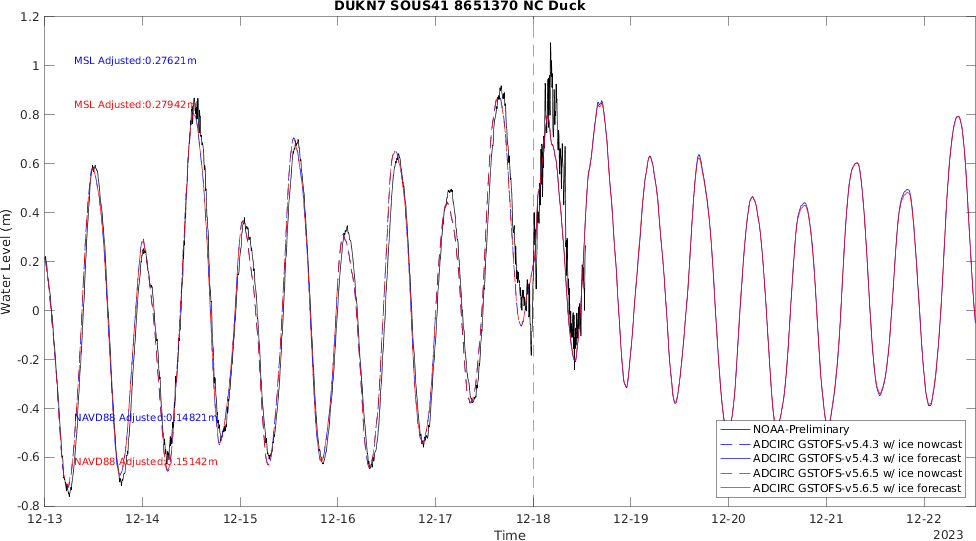 DUKN7 SOUS41 8651370 NC Duck
1.2
1
0.8
0.6
0.4
0.2
0
-0.2
-0.4
-0.6
-0.8
Water Level (m)
MSL Adjusted:0.27621m
MSL Adjusted:0.27942m
NAVD88 Adjusted:0.14821m
NAVD88 Adjusted:0.15142m
NOAA-Preliminary
ADCIRC GSTOFS-v5.4.3 w/ ice nowcast
ADCIRC GSTOFS-v5.4.3 w/ ice forecast
ADCIRC GSTOFS-v5.6.5 w/ ice nowcast
ADCIRC GSTOFS-v5.6.5 w/ ice forecast
12-13 12-14 12-15 12-16 12-17 12-18 12-19 12-20 12-21 12-22
Time
2023